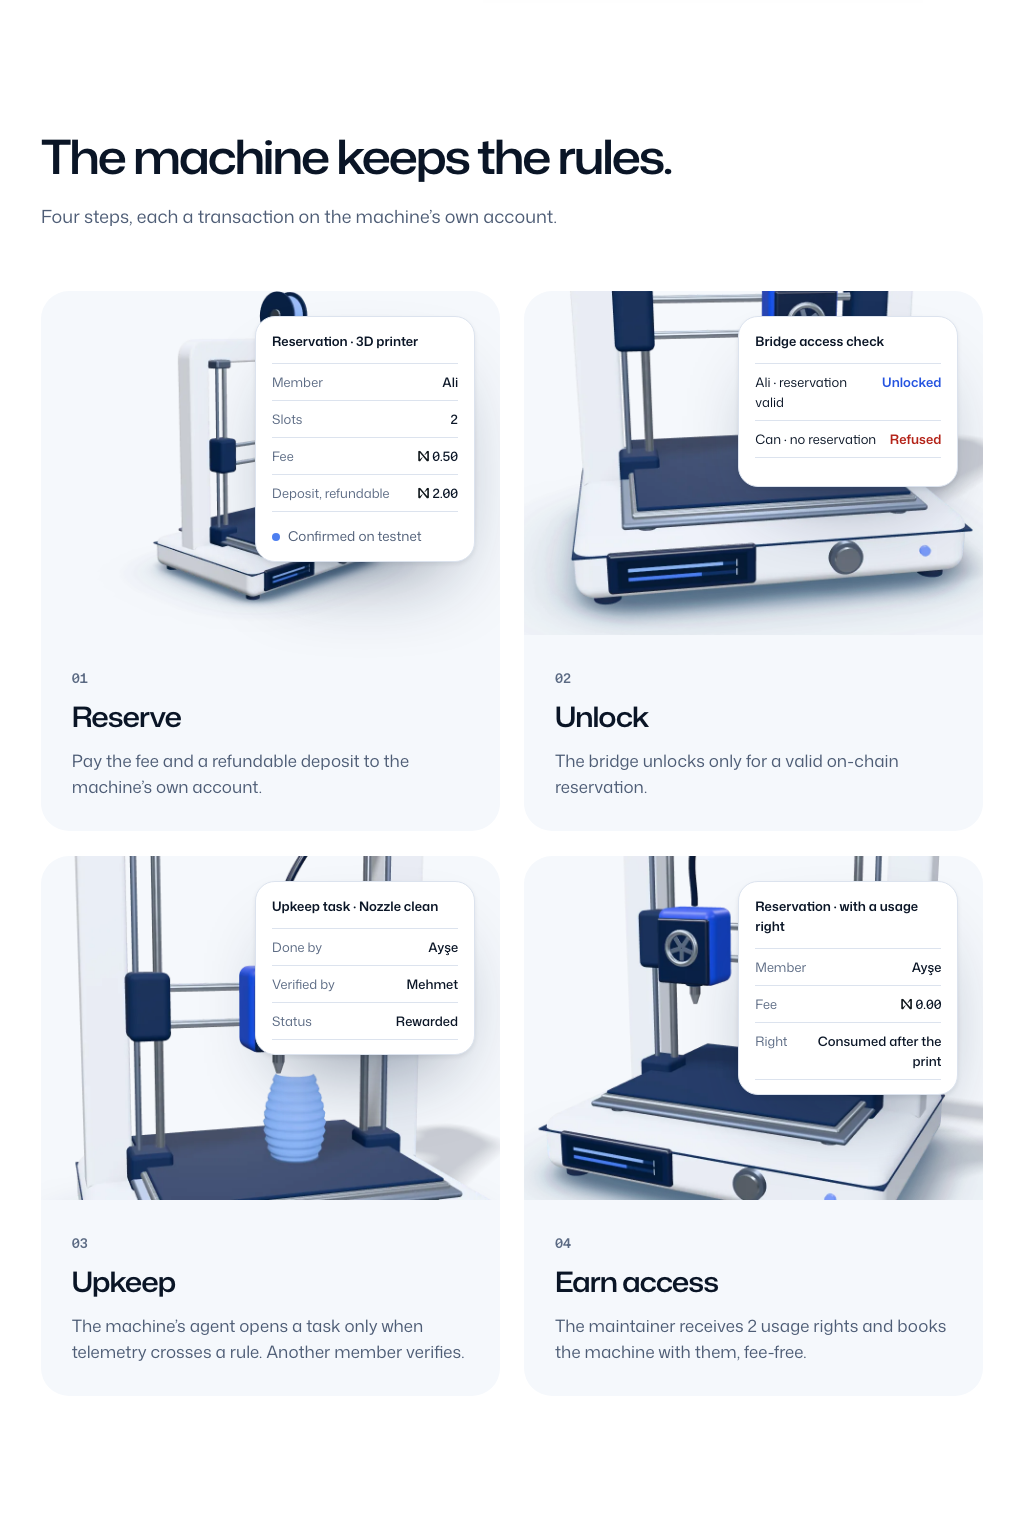 The machine keeps the rules.
Four steps, each a transaction on the machine’s own account.
Reservation · 3D printer
Member Ali
Slots 2
Fee ℕ 0.50
Deposit, refundable ℕ 2.00
Confirmed on testnet
01
Reserve
Pay the fee and a refundable deposit to the
machine’s own account.
Bridge access check
Ali · reservation Unlocked
valid
Can · no reservation Refused
02
Unlock
The bridge unlocks only for a valid on-chain
reservation.
Upkeep task · Nozzle clean
Done by Ayşe
Verified by Mehmet
Status Rewarded
03
Upkeep
The machine’s agent opens a task only when
telemetry crosses a rule. Another member verifies.
Reservation · with a usage
right
Member Ayşe
Fee ℕ 0.00
Right Consumed after the
print
04
Earn access
The maintainer receives 2 usage rights and books
the machine with them, fee-free.